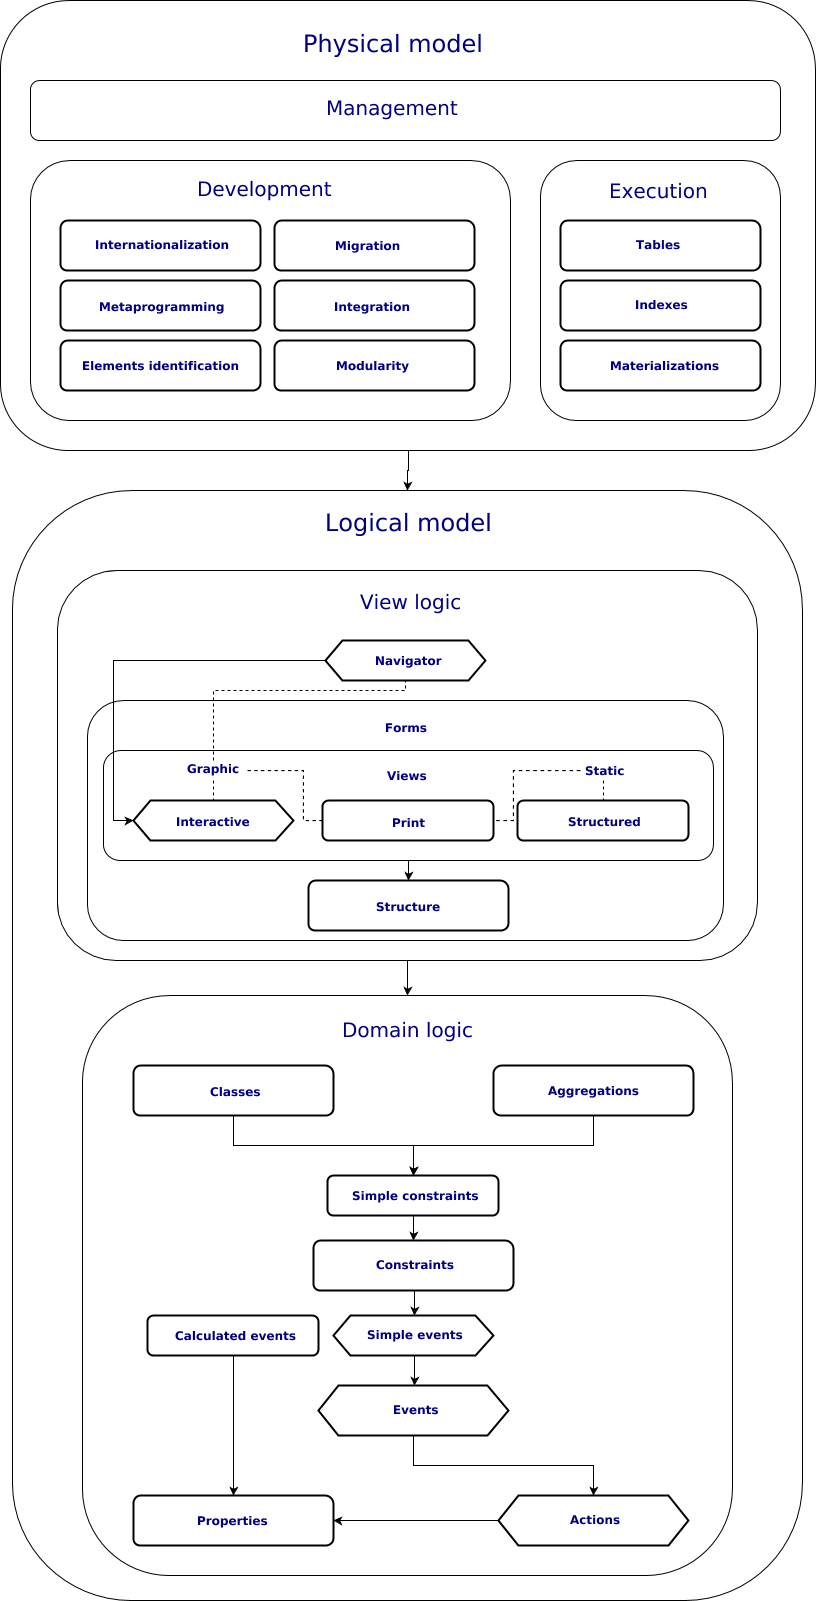 Physical model
Management
Development
Execution
Internationalization
Migration
Tables
Metaprogramming
Integration
Indexes
Elements identification
Modularity
Materializations
Logical model
View logic
Navigator
Forms
Graphic
Views
Static
Interactive
Print
Structured
Structure
Domain logic
Classes
Aggregations
Simple constraints
Constraints
Calculated events
Simple events
Events
Properties
Actions